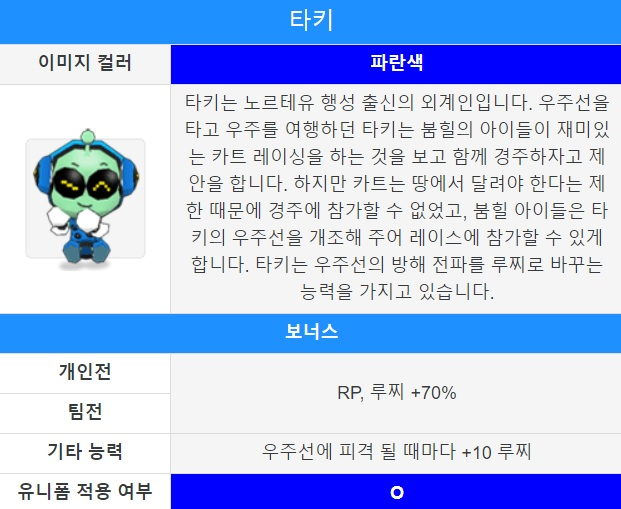 타키
이미지 컬러
파란색
타키는 노르테유 행성 출신의 외계인입니다. 우주선을
타고 우주를 여행하던 타키는 붐힐의 아이들이 재미있
는 카트 레이싱을 하는 것을 보고 함께 경주하자고 제
안을 합니다. 하지만 카트는 땅에서 달려야 한다는 제
한 때문에 경주에 참가할 수 없었고, 붐힐 아이들은 타
키의 우주선을 개조해 주어 레이스에 참가할 수 있게
합니다. 타키는 우주선의 방해 전파를 루찌로 바꾸는
능력을 가지고 있습니다.
보너스
개인전
팀전
RP, 루찌 +70%
기타 능력
우주선에 피격 될 때마다 +10 루찌
유니폼 적용 여부
O